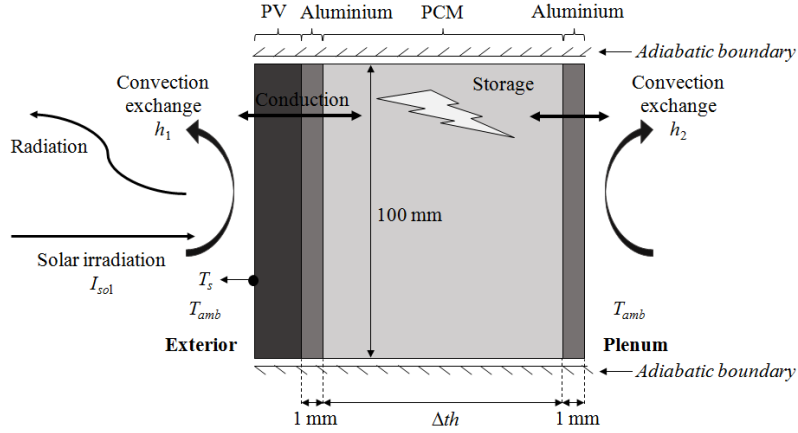 PV Aluminium PCM Aluminium
Adiabatic boundary
Convection
exchange
h1
Conduction
Storage
Convection
exchange
h2
Radiation
100 mm
Solar irradiation
Isol
Ts
Tamb
Tamb
Exterior
Plenum
Adiabatic boundary
1 mm Δth 1 mm